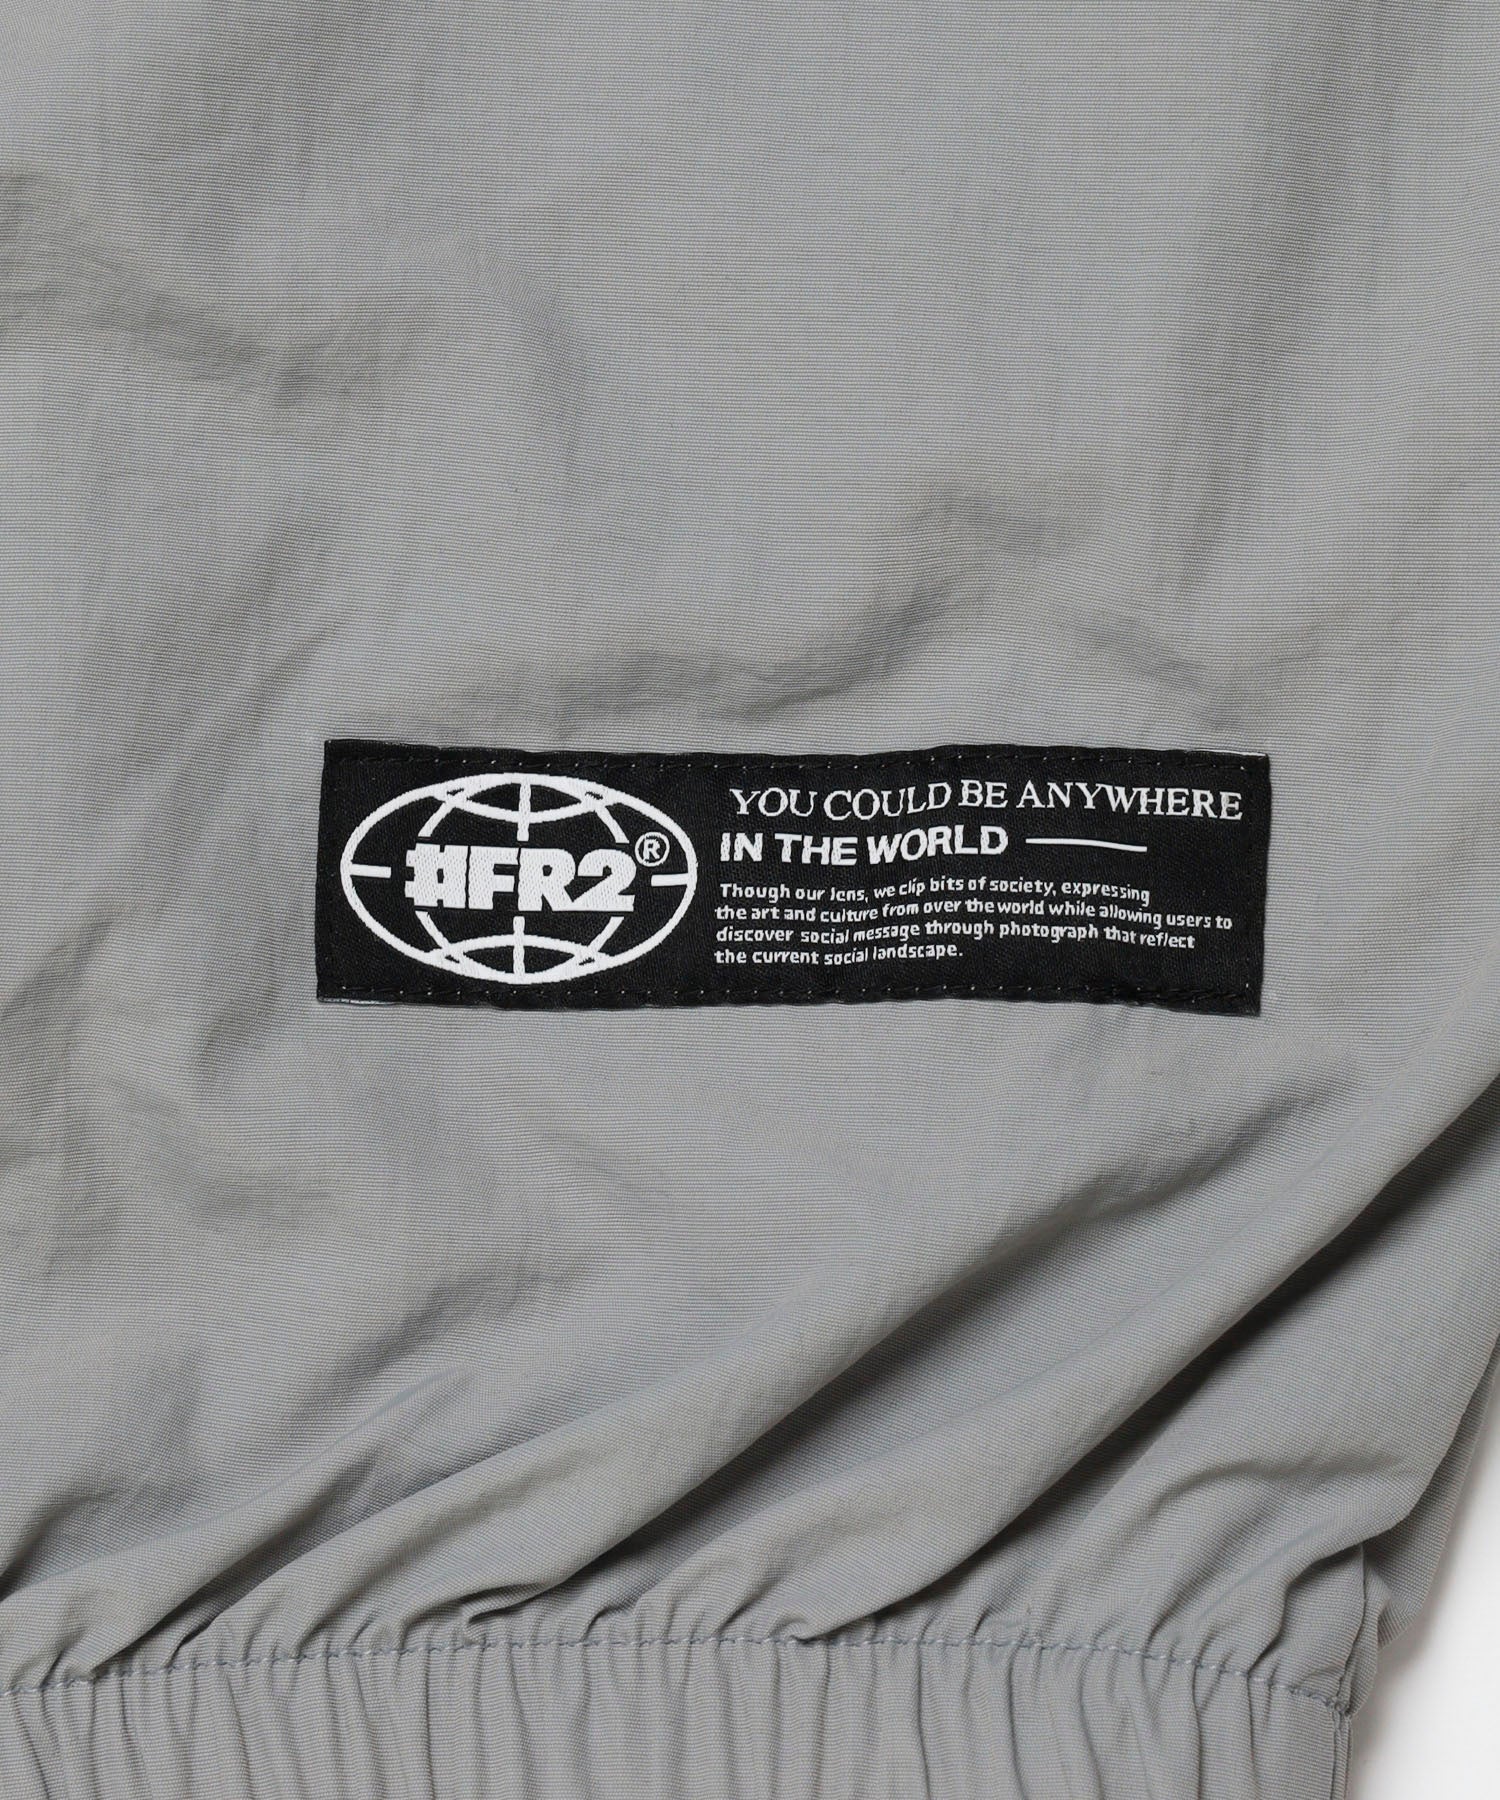 #FR2®
YOU COULD BE ANYWHERE
IN THE WORLD
Though our lens, we clip bits of society, expressing
the art and culture from over the world while allowing users to
discover social message through photograph that reflect
the current social landscape.